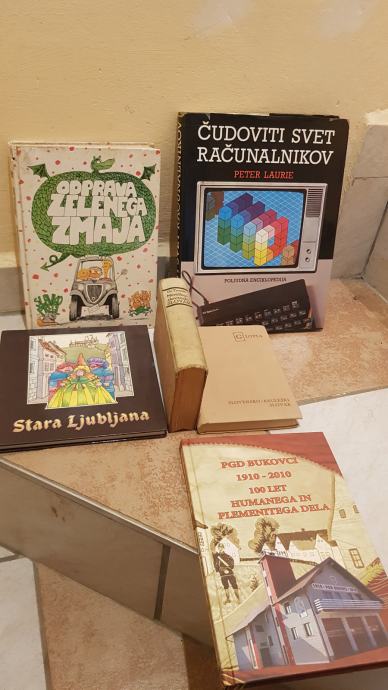 ODPRAVA
ZELENEGA
ZMAJA
ČUDOVITI SVET
RAČUNALNIKOV
PETER LAURIE
POLJUDNA ENCIKLOPEDIJA
Stara Ljubljana
Glotta
SLOVENSKO-ANGLEŠKI
SLOVAR
PGD BUKOVCI
1910 - 2010
100 LET
HUMANEGA IN
PLEMENITEGA DELA